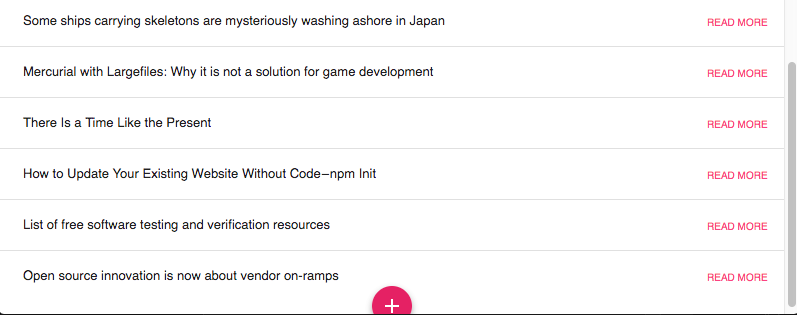 Some ships carrying skeletons are mysteriously washing ashore in Japan READ MORE
Mercurial with Largefiles: Why it is not a solution for game development READ MORE
There Is a Time Like the Present READ MORE
How to Update Your Existing Website Without Code–npm Init READ MORE
List of free software testing and verification resources READ MORE
Open source innovation is now about vendor on-ramps READ MORE
+